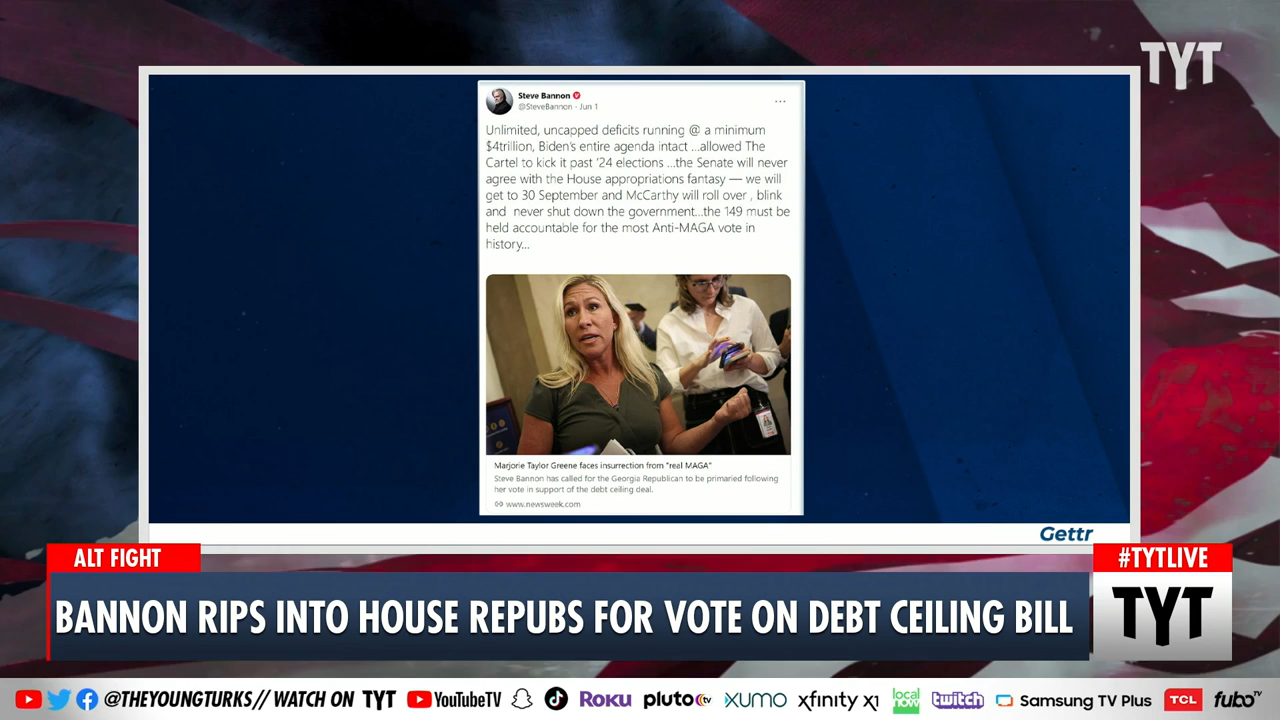 TYT
Steve Bannon
@SteveBannon · Jun 1
...
Unlimited, uncapped deficits running @ a minimum
$4trillion, Biden's entire agenda intact ...allowed The
Cartel to kick it past '24 elections ...the Senate will never
agree with the House appropriations fantasy — we will
get to 30 September and McCarthy will roll over , blink
and never shut down the government...the 149 must be
held accountable for the most Anti-MAGA vote in
history...
Marjorie Taylor Greene faces insurrection from "real MAGA"
Steve Bannon has called for the Georgia Republican to be primaried following
her vote in support of the debt ceiling deal.
www.newsweek.com
Gettr
ALT FIGHT
#TYTLIVE
BANNON RIPS INTO HOUSE REPUBS FOR VOTE ON DEBT CEILING BILL
TYT
@THEYOUNGTURKS// WATCH ON TYT YouTubeTV Roku pluto tv xumo xfinity x1 local now twitch Samsung TV Plus TCL fubo TV